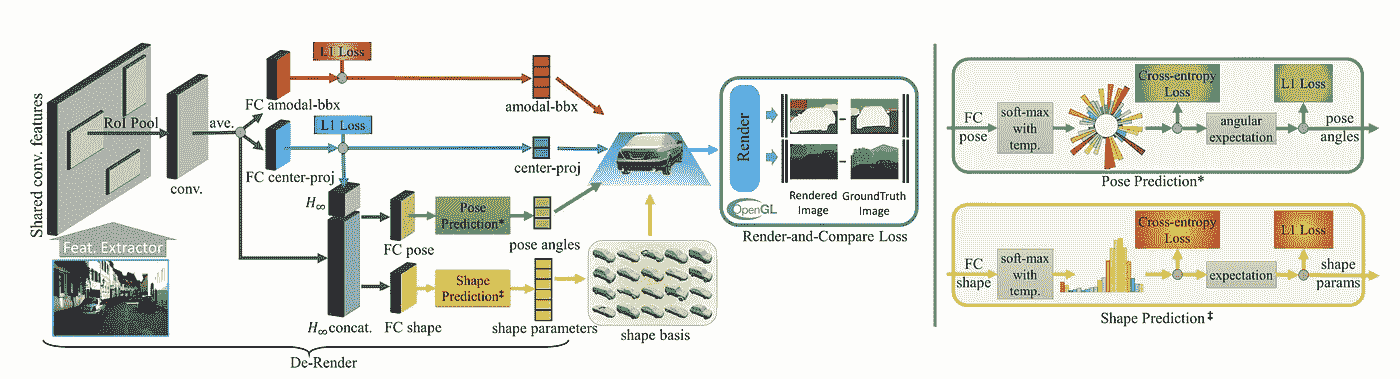 Shared conv. features
RoI Pool
conv.
Feat. Extractor
ave.
FC amodal-bbx
L1 Loss
amodal-bbx
FC center-proj
L1 Loss
center-proj
H∞
H∞ concat.
FC pose
Pose
Prediction*
pose angles
FC shape
Shape
Prediction‡
shape parameters
De-Render
shape basis
Render
OpenGL
Rendered
Image
GroundTruth
Image
Render-and-Compare Loss
FC
pose
soft-max
with
temp.
Cross-entropy
Loss
angular
expectation
L1 Loss
pose
angles
Pose Prediction*
FC
shape
soft-max
with
temp.
Cross-entropy
Loss
expectation
L1 Loss
shape
params
Shape Prediction‡